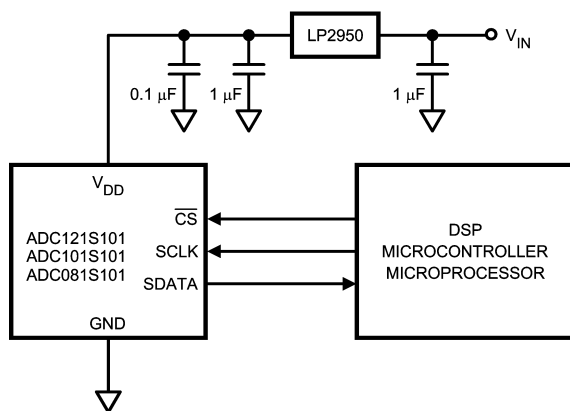 LP2950
V_IN
0.1 µF
1 µF
1 µF
V_DD
C̅S̅
ADC121S101
ADC101S101
ADC081S101
SCLK
SDATA
GND
DSP
MICROCONTROLLER
MICROPROCESSOR